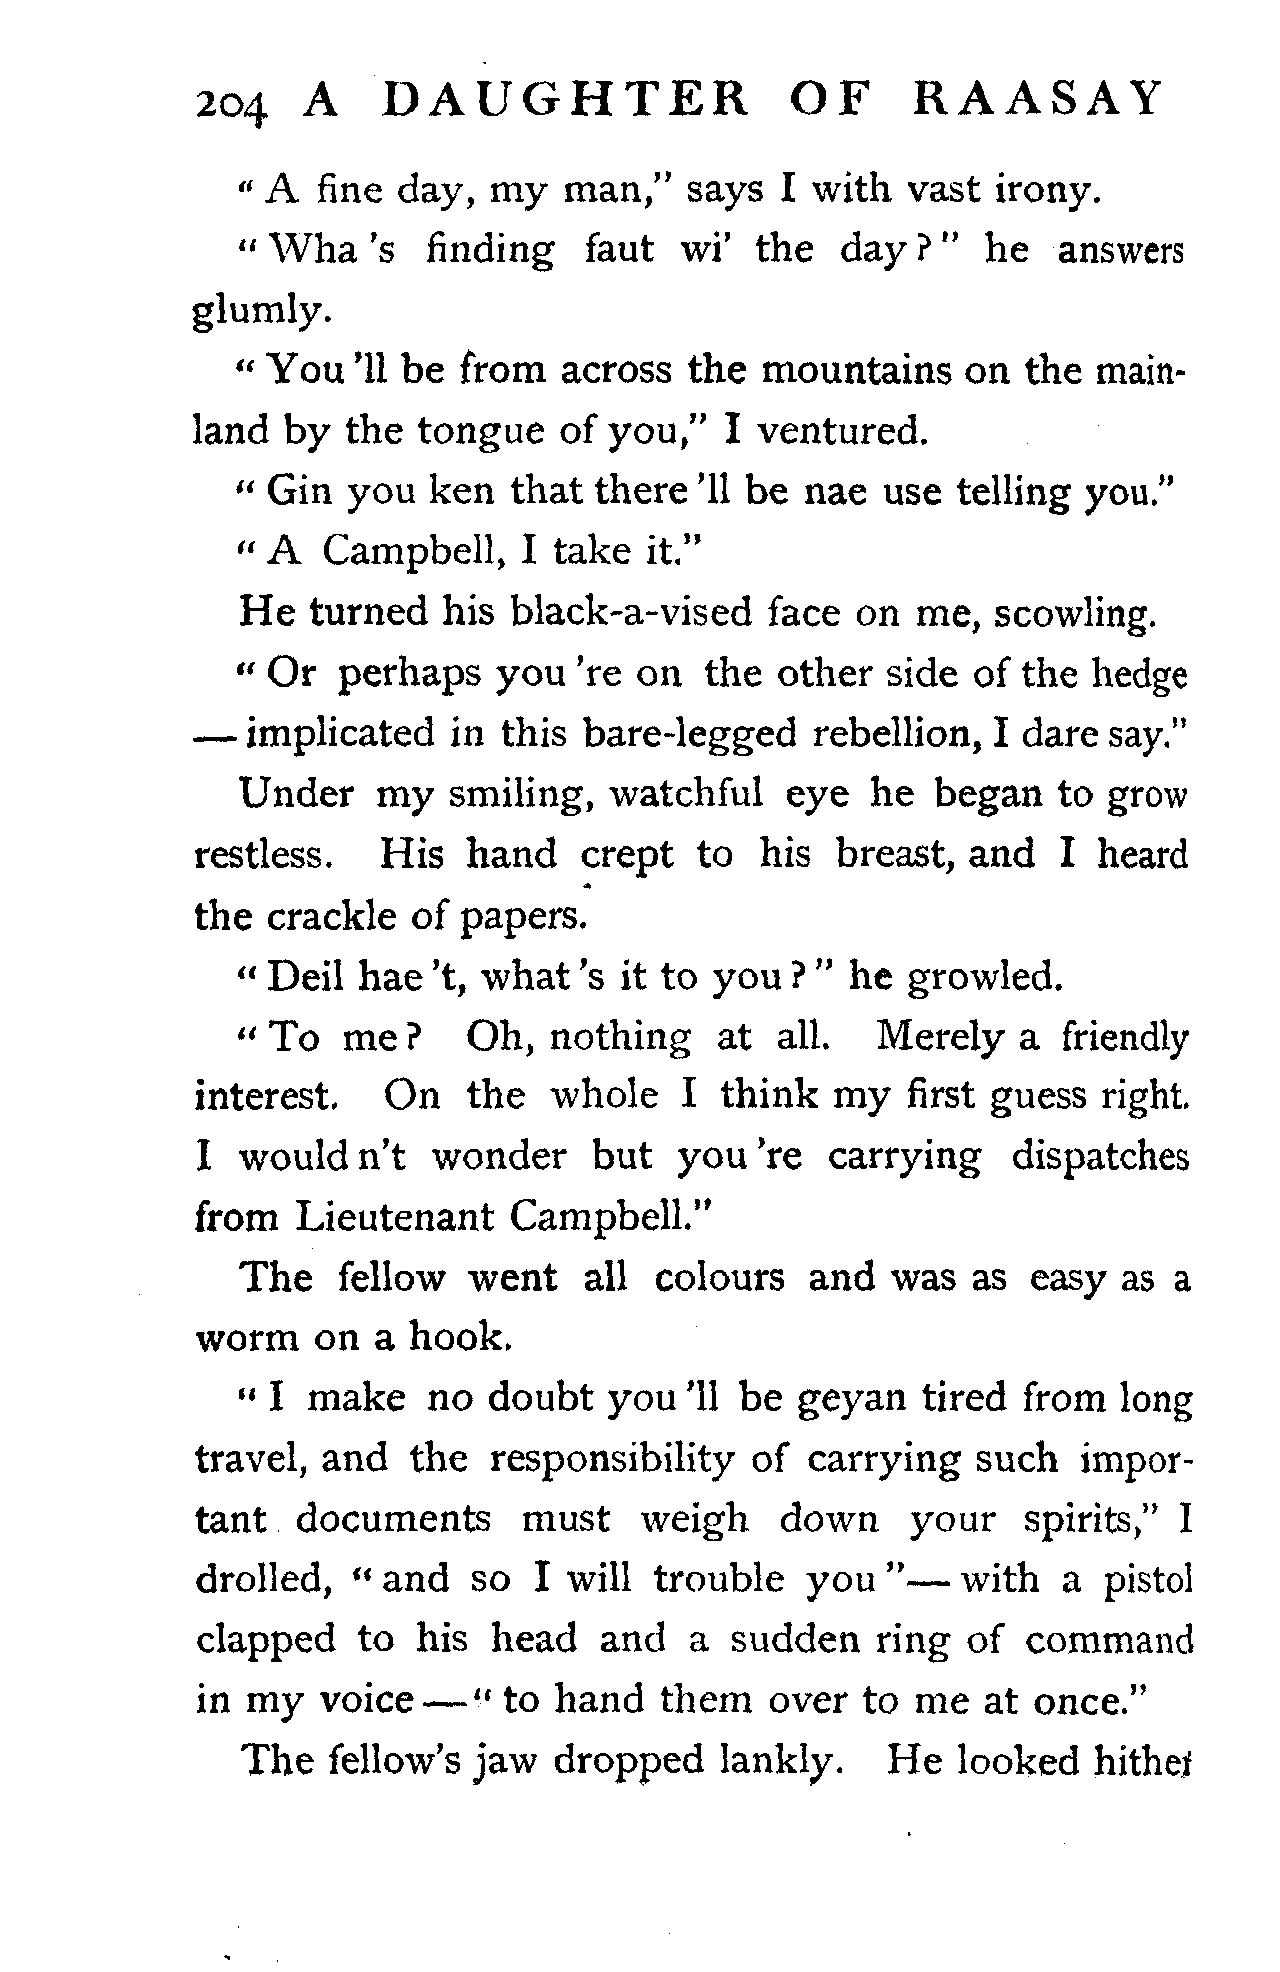 204 A DAUGHTER OF RAASAY
" A fine day, my man," says I with vast irony.
" Wha 's finding faut wi' the day?" he answers
glumly.
" You 'll be from across the mountains on the main-
land by the tongue of you," I ventured.
" Gin you ken that there 'll be nae use telling you."
" A Campbell, I take it."
He turned his black-a-vised face on me, scowling.
" Or perhaps you 're on the other side of the hedge
— implicated in this bare-legged rebellion, I dare say."
Under my smiling, watchful eye he began to grow
restless. His hand crept to his breast, and I heard
the crackle of papers.
" Deil hae 't, what 's it to you?" he growled.
" To me? Oh, nothing at all. Merely a friendly
interest. On the whole I think my first guess right.
I would n't wonder but you 're carrying dispatches
from Lieutenant Campbell."
The fellow went all colours and was as easy as a
worm on a hook.
" I make no doubt you 'll be geyan tired from long
travel, and the responsibility of carrying such impor-
tant documents must weigh down your spirits," I
drolled, " and so I will trouble you "— with a pistol
clapped to his head and a sudden ring of command
in my voice —" to hand them over to me at once."
The fellow's jaw dropped lankly. He looked hither